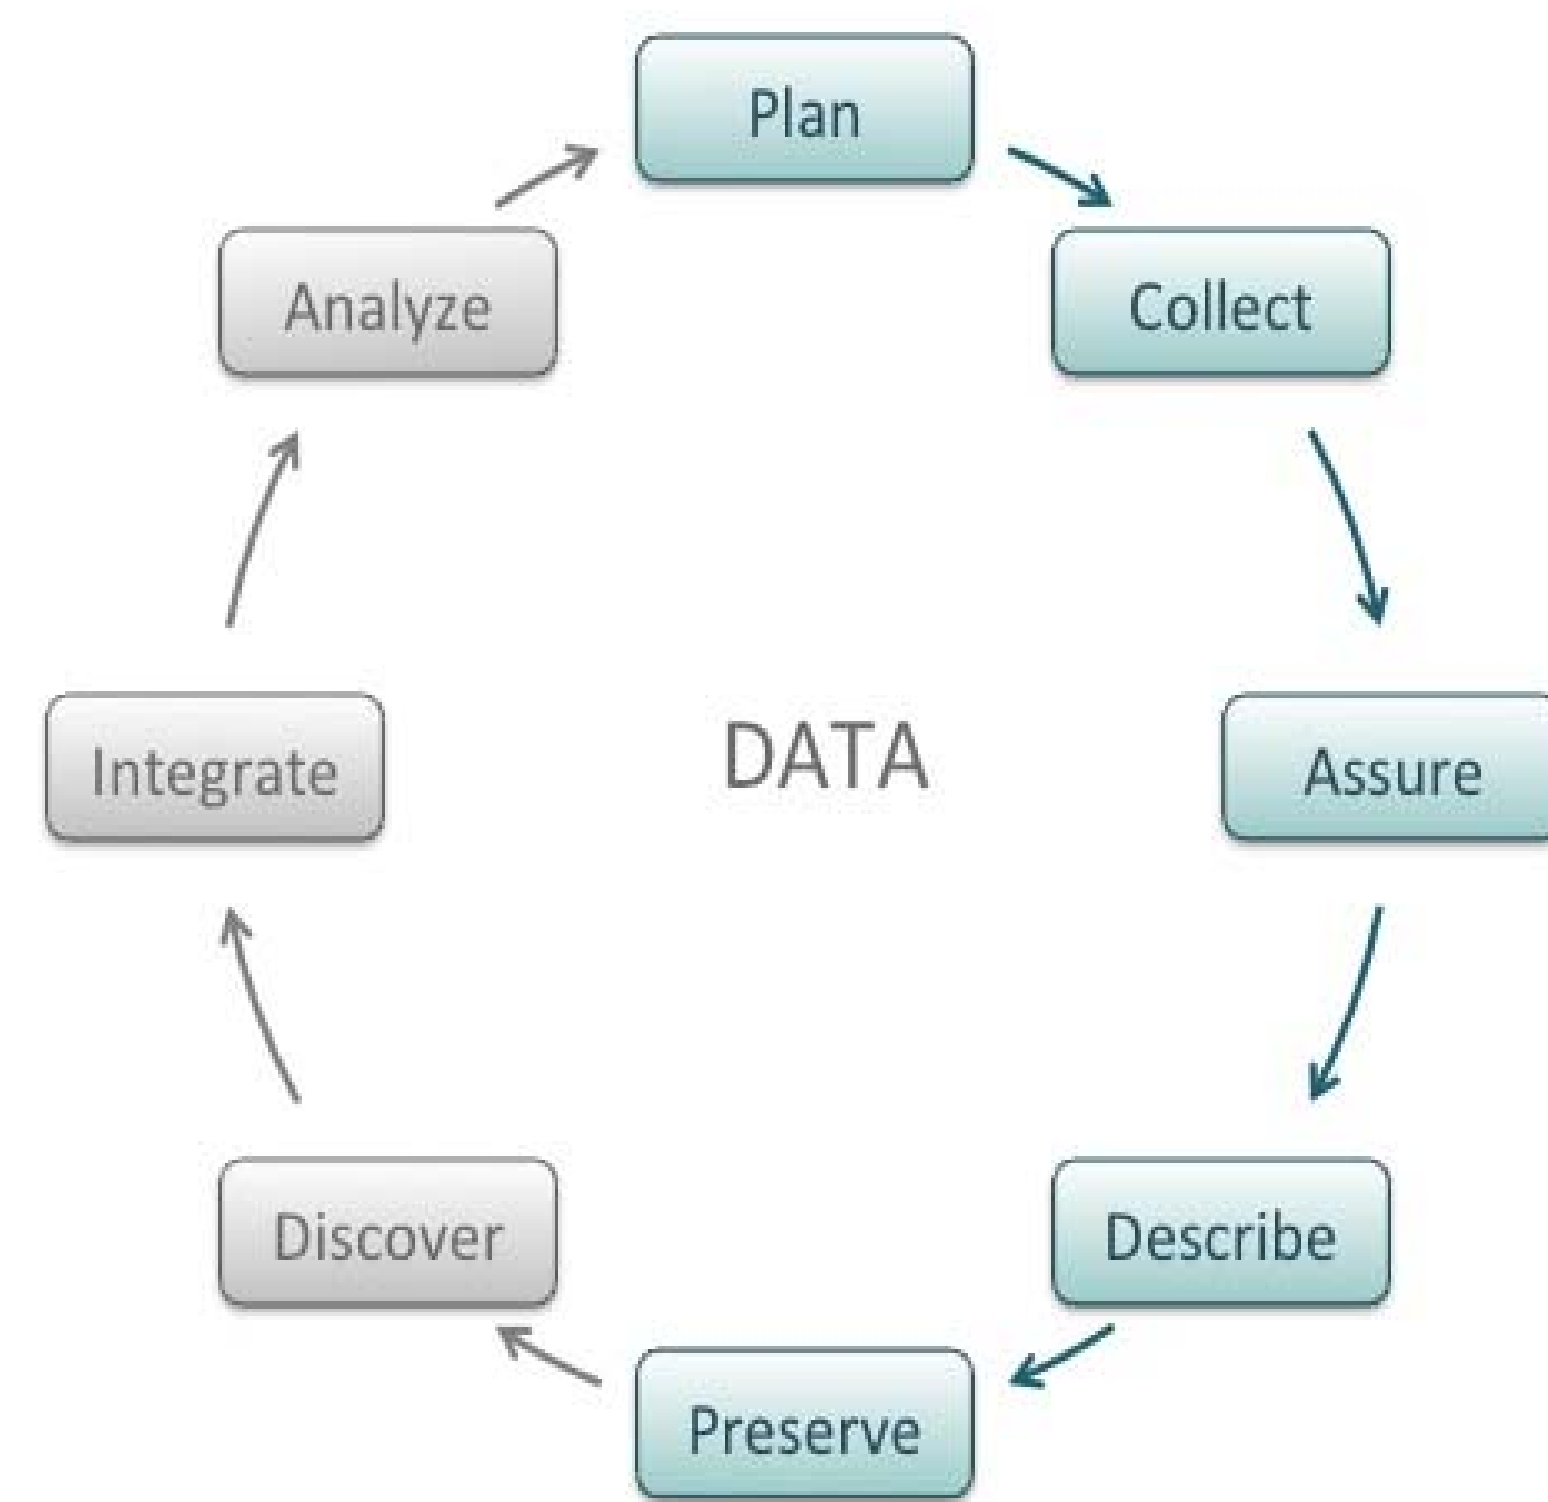 Plan
Analyze
Collect
Integrate
DATA
Assure
Discover
Describe
Preserve